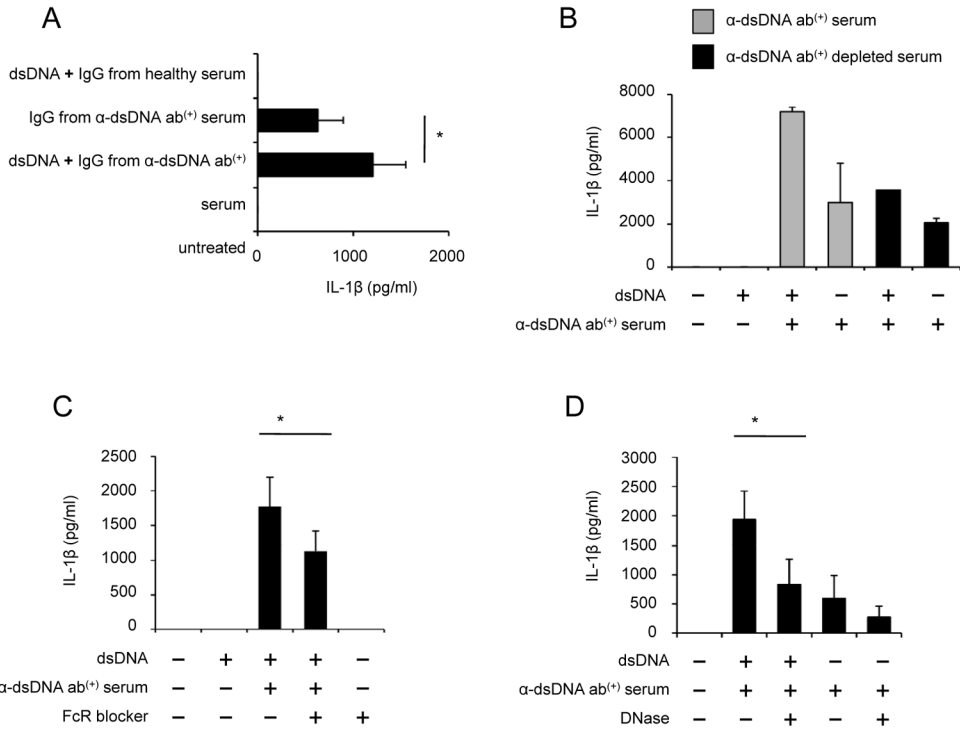 A
dsDNA + IgG from healthy serum
IgG from α-dsDNA ab(+) serum
dsDNA + IgG from α-dsDNA ab(+)
serum
untreated
*
0 1000 2000
IL-1β (pg/ml)
B
α-dsDNA ab(+) serum
α-dsDNA ab(+) depleted serum
8000
6000
4000
2000
0
IL-1β (pg/ml)
dsDNA − + + − + −
α-dsDNA ab(+) serum − − + + + +
C
*
2500
2000
1500
1000
500
0
IL-1β (pg/ml)
dsDNA − + + + −
α-dsDNA ab(+) serum − − + + −
FcR blocker − − − + +
D
*
3000
2500
2000
1500
1000
500
0
IL-1β (pg/ml)
dsDNA − + + − −
α-dsDNA ab(+) serum − + + + +
DNase − − + − +